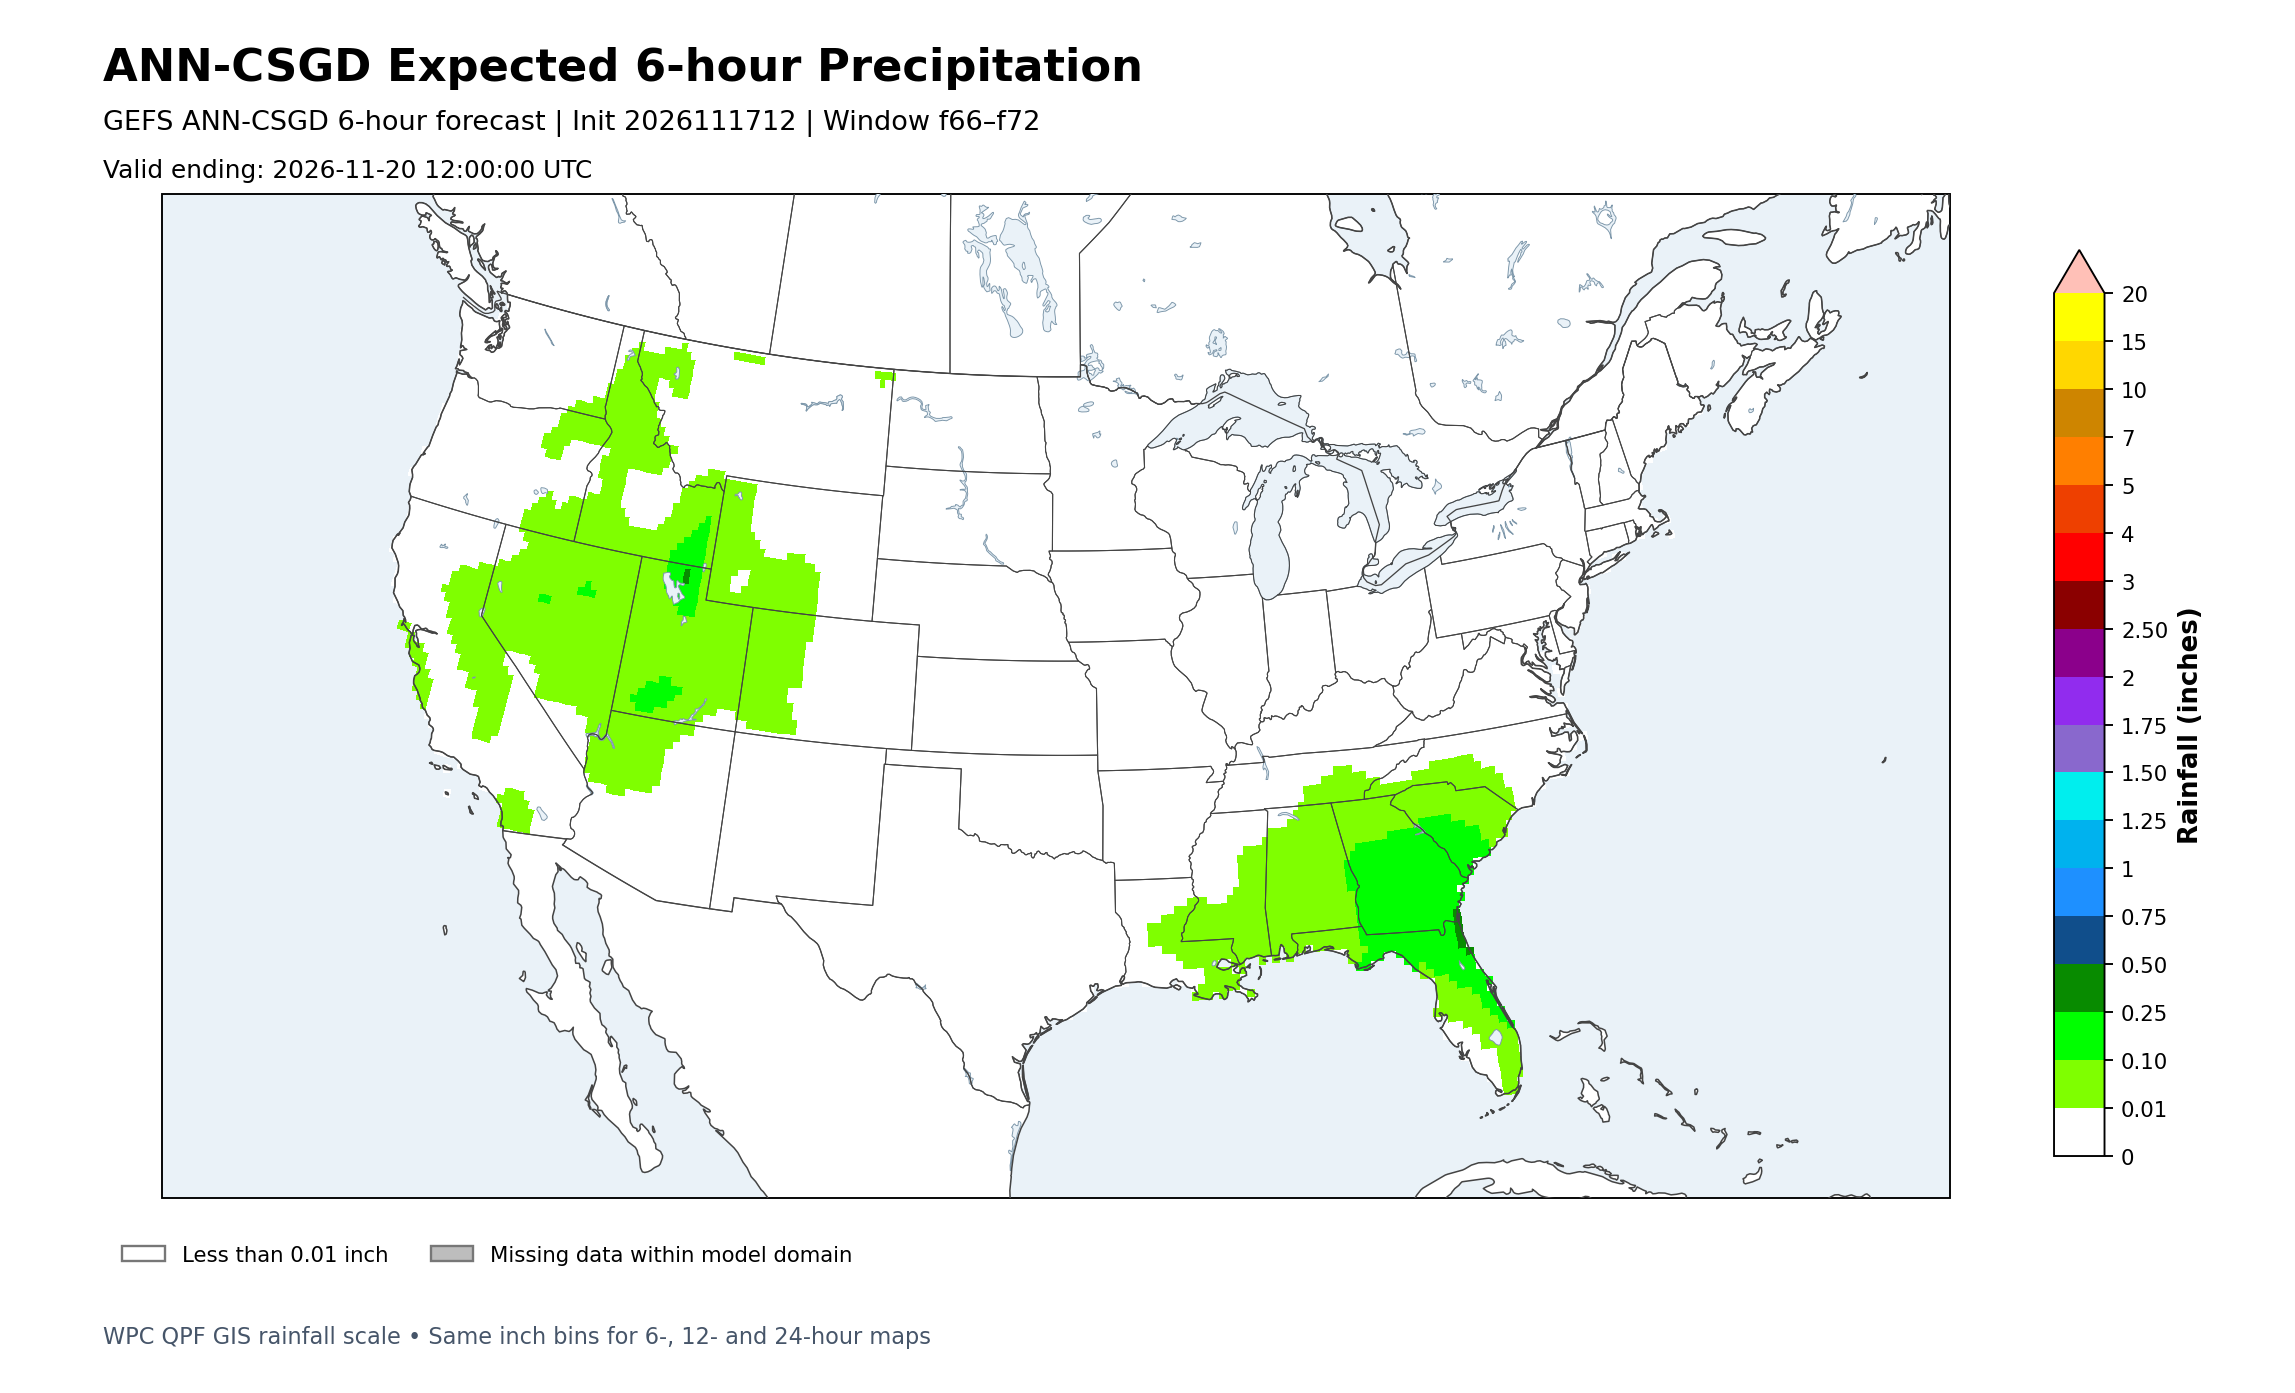 ANN-CSGD Expected 6-hour Precipitation
GEFS ANN-CSGD 6-hour forecast | Init 2026111712 | Window f66–f72
Valid ending: 2026-11-20 12:00:00 UTC
20
15
10
7
5
4
3
2.50
2
1.75
1.50
1.25
1
0.75
0.50
0.25
0.10
0.01
0
Rainfall (inches)
Less than 0.01 inch
Missing data within model domain
WPC QPF GIS rainfall scale • Same inch bins for 6-, 12- and 24-hour maps